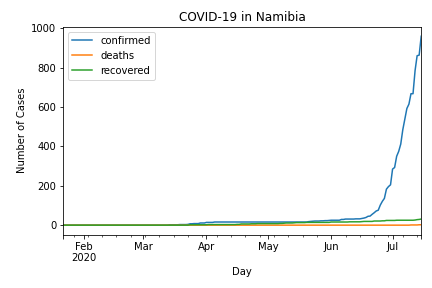 COVID-19 in Namibia
confirmed
deaths
recovered
Number of Cases
1000
800
600
400
200
0
Feb Mar Apr May Jun Jul
2020
Day